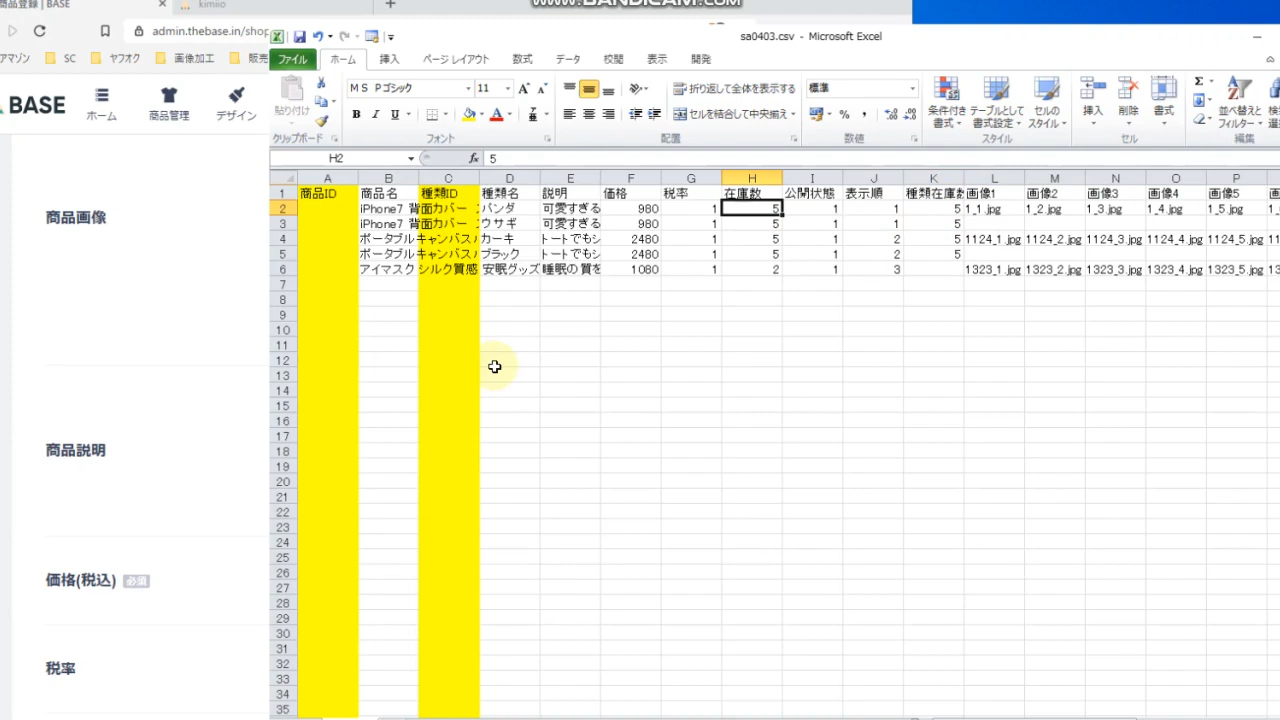 商品登録 | BASE
kimiio
WWW.BANDICAM.COM
admin.thebase.in/shop
アマゾン SC ヤフオク 画像加工 販売
BASE ホーム 商品管理 デザイン
商品画像
商品説明
価格(税込) 必須
税率
sa0403.csv - Microsoft Excel
ファイル ホーム 挿入 ページ レイアウト 数式 データ 校閲 表示 開発
貼り付け
MS Pゴシック 11
折り返して全体を表示する
標準
B I U
セルを結合して中央揃え
条件付き書式 テーブルとして書式設定 セルのスタイル
挿入 削除 書式
並べ替えとフィルター
クリップボード フォント 配置 数値 スタイル セル 編集
H2 fx 5
A B C D E F G H I J K L M N O P
1 商品ID 商品名 種類ID 種類名 説明 価格 税率 在庫数 公開状態 表示順 種類在庫数 画像1 画像2 画像3 画像4 画像5
2 iPhone7 背面カバー パンダ 可愛すぎる 980 1 5 1 1 5 1_1.jpg 1_2.jpg 1_3.jpg 1_4.jpg 1_5.jpg
3 iPhone7 背面カバー ウサギ 可愛すぎる 980 1 5 1 1 5
4 ポータブルキャンバス カーキ トートでもシ 2480 1 5 1 2 5 1124_1.jpg 1124_2.jpg 1124_3.jpg 1124_4.jpg 1124_5.jpg
5 ポータブルキャンバス ブラック トートでもシ 2480 1 5 1 2 5
6 アイマスク シルク質感 安眠グッズ 睡眠の質を 1080 1 2 1 3 1323_1.jpg 1323_2.jpg 1323_3.jpg 1323_4.jpg 1323_5.jpg
7
8
9
10
11
12
13
14
15
16
17
18
19
20
21
22
23
24
25
26
27
28
29
30
31
32
33
34
35